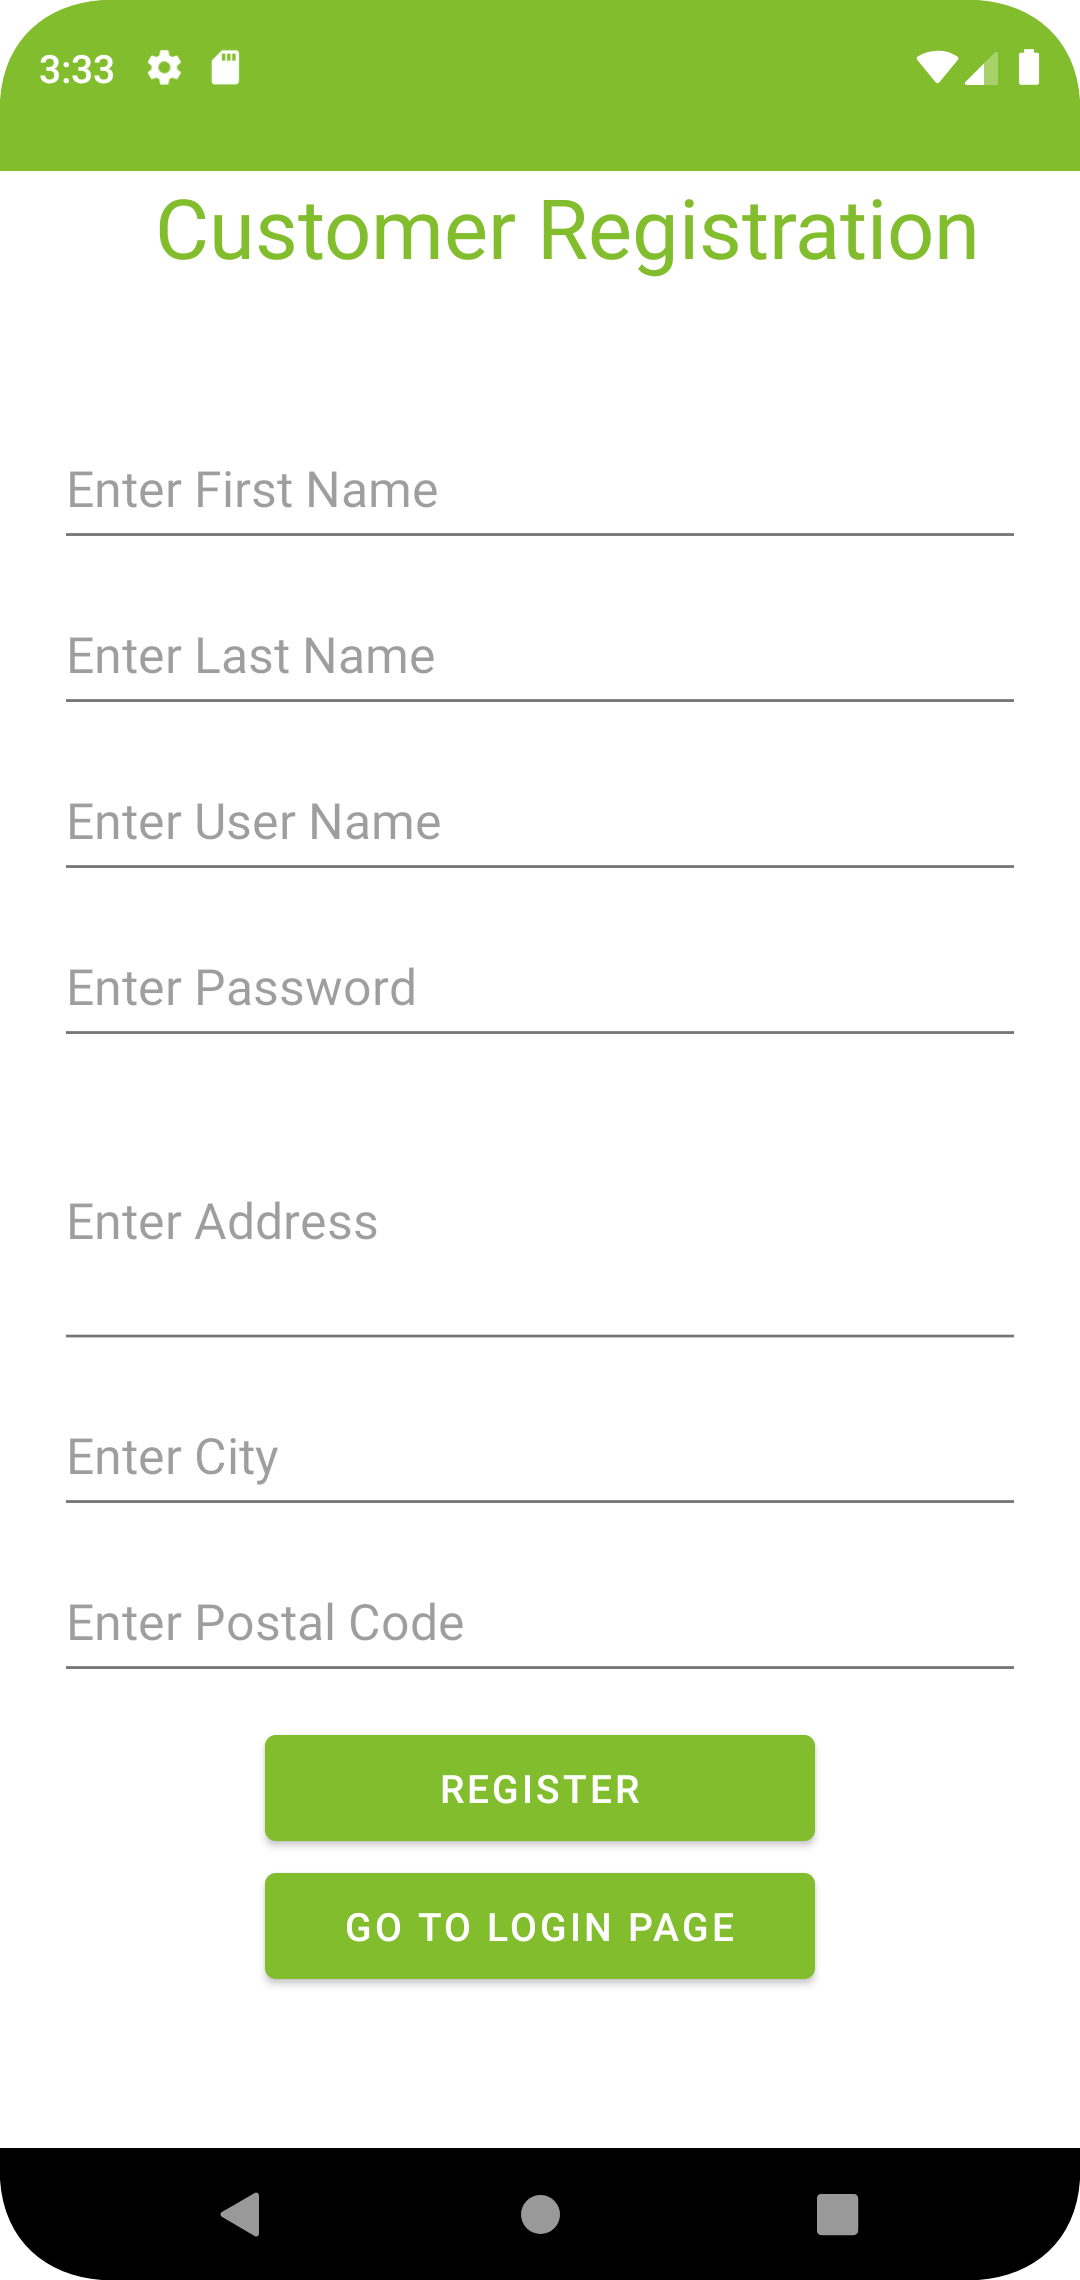 3:33
Customer Registration
Enter First Name
Enter Last Name
Enter User Name
Enter Password
Enter Address
Enter City
Enter Postal Code
REGISTER
GO TO LOGIN PAGE